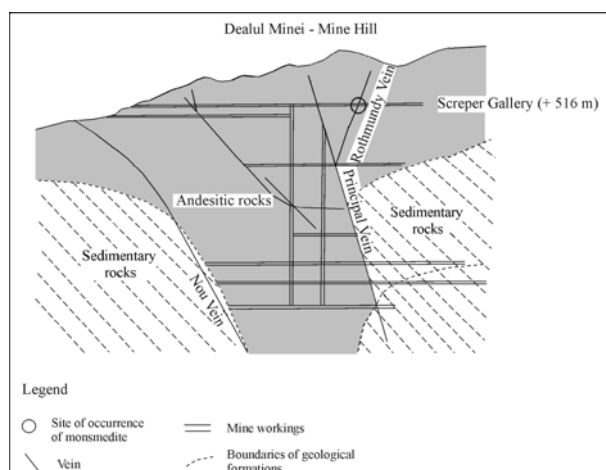 Dealul Minei - Mine Hill
Screper Gallery (+ 516 m)
Rothmundy Vein
Principal Vein
Andesitic rocks
Sedimentary
rocks
Sedimentary
rocks
Nou Vein
Legend
Site of occurrence
of monsmedite
Mine workings
Vein
Boundaries of geological
formations